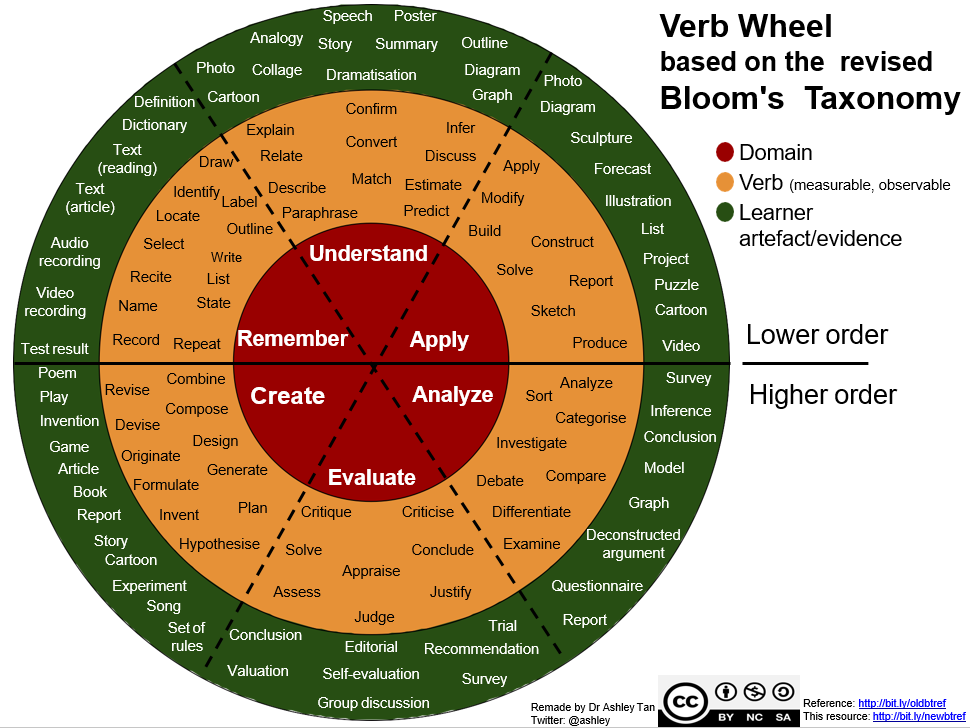 Verb Wheel
based on the revised
Bloom's Taxonomy
Domain
Verb (measurable, observable
Learner
artefact/evidence
Lower order
Higher order
Understand
Remember
Apply
Create
Analyze
Evaluate
Confirm
Explain
Infer
Convert
Relate
Discuss
Match
Describe
Estimate
Paraphrase
Predict
Apply
Modify
Build
Construct
Solve
Report
Sketch
Produce
Analyze
Sort
Categorise
Investigate
Compare
Debate
Differentiate
Examine
Critique
Criticise
Solve
Conclude
Appraise
Assess
Justify
Judge
Combine
Revise
Compose
Devise
Design
Originate
Generate
Formulate
Plan
Invent
Hypothesise
Draw
Identify
Label
Locate
Outline
Select
Write
Recite
List
Name
State
Record
Repeat
Speech
Poster
Analogy
Story
Summary
Outline
Photo
Collage
Dramatisation
Diagram
Cartoon
Graph
Photo
Diagram
Sculpture
Forecast
Illustration
List
Project
Puzzle
Cartoon
Video
Survey
Inference
Conclusion
Model
Graph
Deconstructed
argument
Questionnaire
Report
Trial
Conclusion
Editorial
Recommendation
Valuation
Self-evaluation
Survey
Group discussion
Poem
Play
Invention
Game
Article
Book
Report
Story
Cartoon
Experiment
Song
Set of
rules
Definition
Dictionary
Text
(reading)
Text
(article)
Audio
recording
Video
recording
Test result
Remade by Dr Ashley Tan
Twitter: @ashley
CC
BY NC SA
Reference: http://bit.ly/oldbtref
This resource: http://bit.ly/newbtref